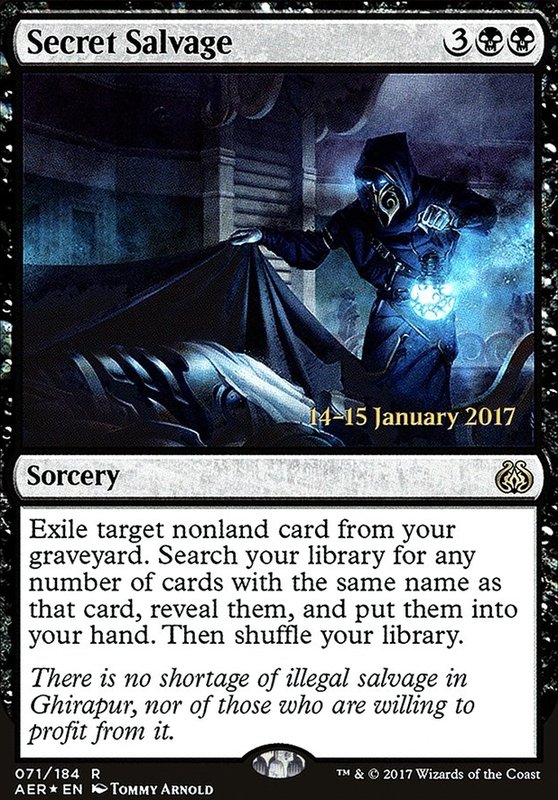 Secret Salvage
3
14–15 January 2017
Sorcery
Exile target nonland card from your
graveyard. Search your library for any
number of cards with the same name as
that card, reveal them, and put them into
your hand. Then shuffle your library.
There is no shortage of illegal salvage in
Ghirapur, nor of those who are willing to
profit from it.
071/184 R
AER★EN Tommy Arnold
™ & © 2017 Wizards of the Coast